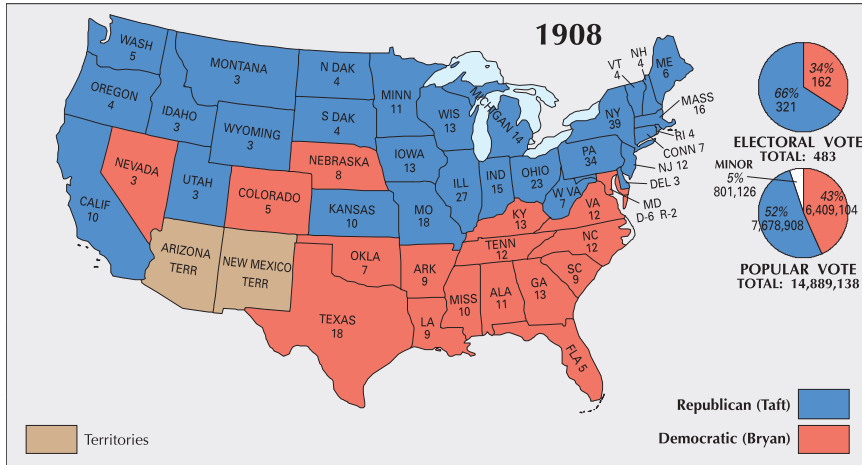 1908
WASH
5
OREGON
4
CALIF
10
NEVADA
3
IDAHO
3
MONTANA
3
WYOMING
3
UTAH
3
COLORADO
5
ARIZONA
TERR
NEW MEXICO
TERR
N DAK
4
S DAK
4
NEBRASKA
8
KANSAS
10
OKLA
7
TEXAS
18
MINN
11
IOWA
13
MO
18
ARK
9
LA
9
WIS
13
ILL
27
MICHIGAN 14
IND
15
OHIO
23
KY
13
TENN
12
MISS
10
ALA
11
GA
13
FLA 5
SC
9
NC
12
VA
12
W VA
7
PA
34
NY
39
VT
4
NH
4
ME
6
MASS
16
RI 4
CONN 7
NJ 12
DEL 3
MD
D-6 R-2
34%
162
66%
321
ELECTORAL VOTE
TOTAL: 483
MINOR
5%
801,126
43%
6,409,104
52%
7,678,908
POPULAR VOTE
TOTAL: 14,889,138
Republican (Taft)
Democratic (Bryan)
Territories